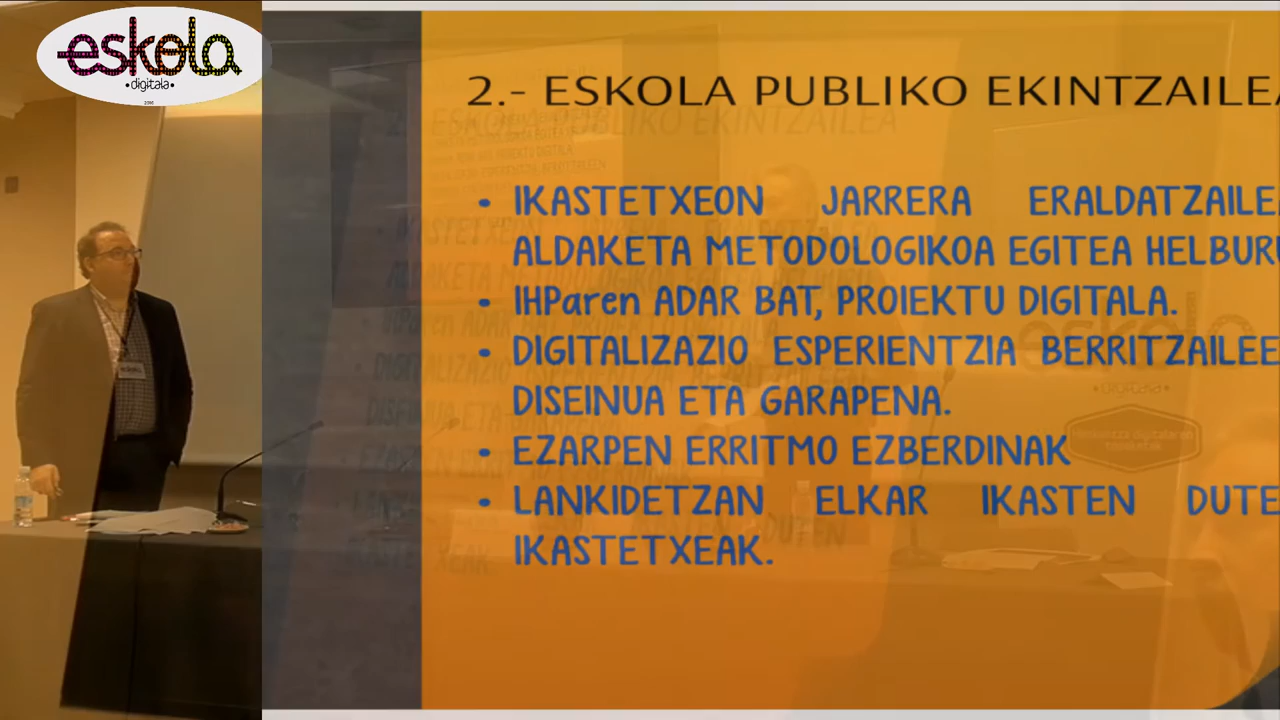 eskola
•digitala•
2.- ESKOLA PUBLIKO EKINTZAILEA
• IKASTETXEON JARRERA ERALDATZAILE
ALDAKETA METODOLOGIKOA EGITEA HELBURU
• IHParen ADAR BAT, PROIEKTU DIGITALA.
• DIGITALIZAZIO ESPERIENTZIA BERRITZAILEE
DISEINUA ETA GARAPENA.
• EZARPEN ERRITMO EZBERDINAK
• LANKIDETZAN ELKAR IKASTEN DUTE
IKASTETXEAK.